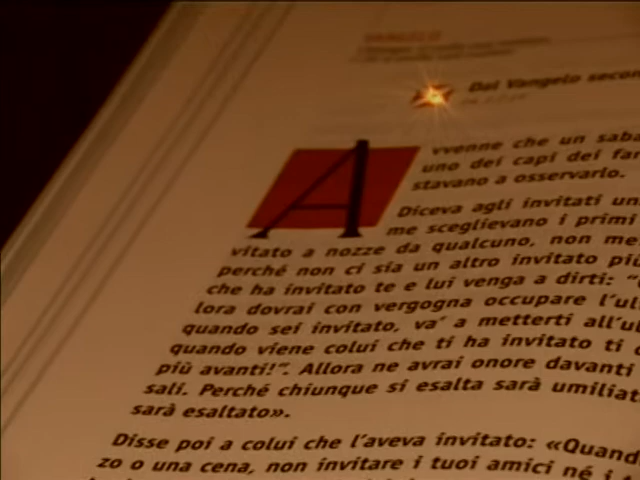 VANGELO
Dal Vangelo secon
Avvenne che un saba
uno dei capi dei far
stavano a osservarlo.
Diceva agli invitati un
me sceglievano i primi
vitato a nozze da qualcuno, non me
perché non ci sia un altro invitato più
che ha invitato te e lui venga a dirti: "
lora dovrai con vergogna occupare l'ul
quando sei invitato, va' a metterti all'ul
quando viene colui che ti ha invitato ti
più avanti!". Allora ne avrai onore davanti
sali. Perché chiunque si esalta sarà umiliat
sarà esaltato».
Disse poi a colui che l'aveva invitato: «Quand
zo o una cena, non invitare i tuoi amici né i